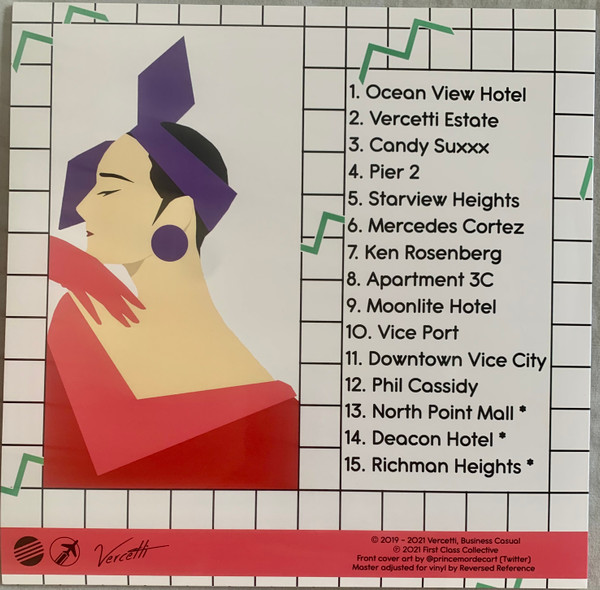 1. Ocean View Hotel
2. Vercetti Estate
3. Candy Suxxx
4. Pier 2
5. Starview Heights
6. Mercedes Cortez
7. Ken Rosenberg
8. Apartment 3C
9. Moonlite Hotel
10. Vice Port
11. Downtown Vice City
12. Phil Cassidy
13. North Point Mall *
14. Deacon Hotel *
15. Richman Heights *
Vercetti
© 2019 - 2021 Vercetti, Business Casual
℗ 2021 First Class Collective
Front cover art by @princemordecart (Twitter)
Master adjusted for vinyl by Reversed Reference